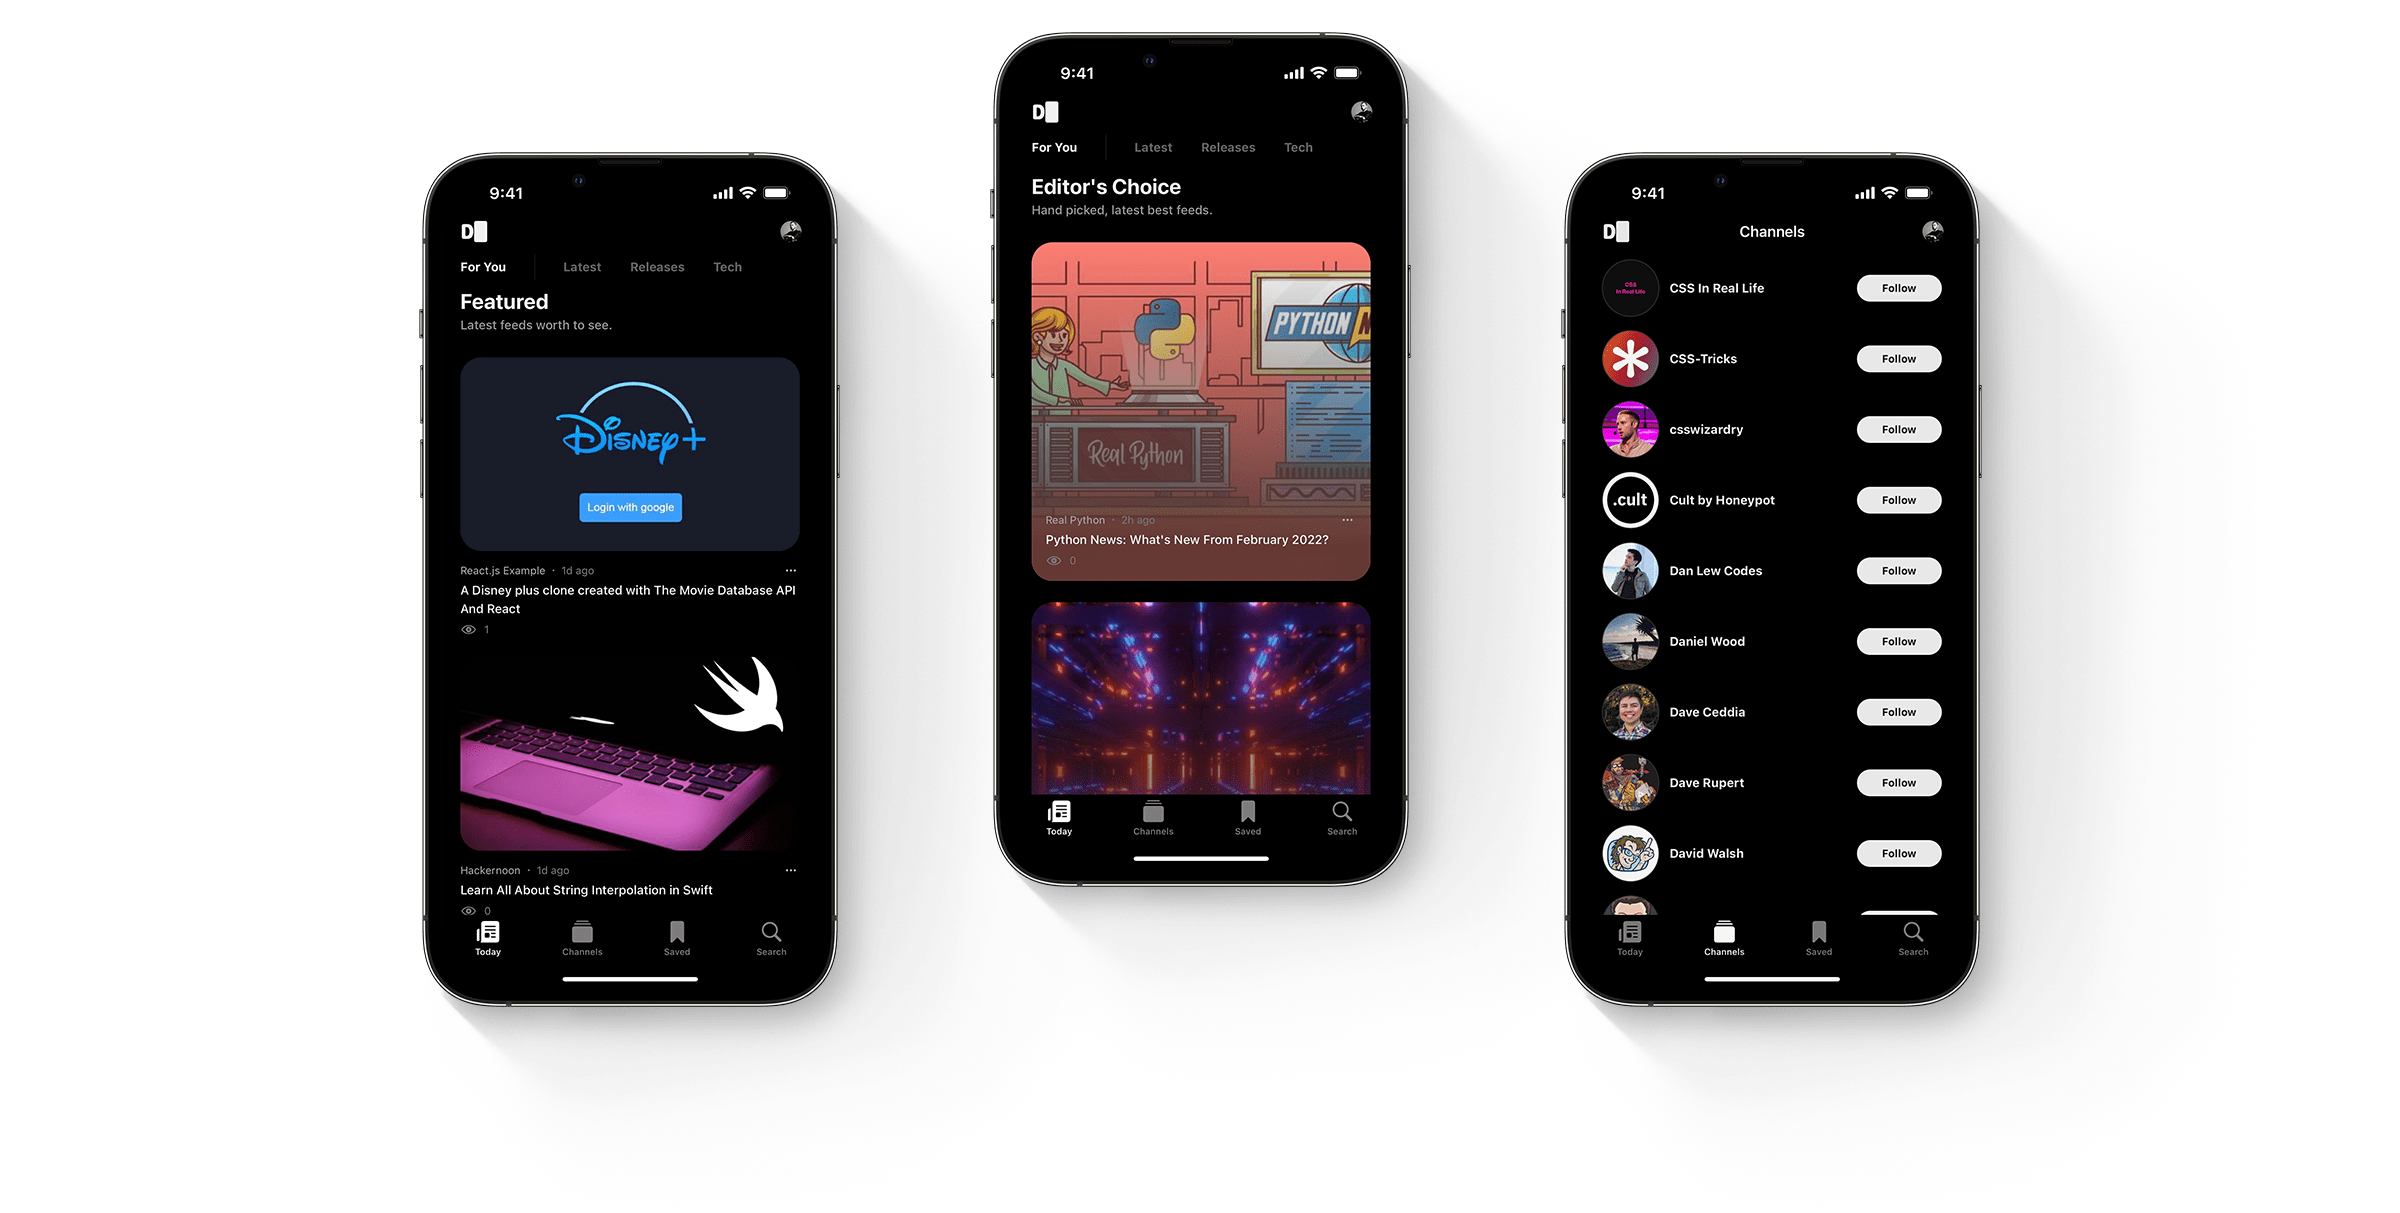 9:41
D
For You
Latest
Releases
Tech
Featured
Latest feeds worth to see.
Disney+
Login with google
React.js Example · 1d ago
A Disney plus clone created with The Movie Database API
And React
1
Hackernoon · 1d ago
Learn All About String Interpolation in Swift
0
Today
Channels
Saved
Search
9:41
D
For You
Latest
Releases
Tech
Editor's Choice
Hand picked, latest best feeds.
PYTHON
Real Python
Real Python · 2h ago
Python News: What's New From February 2022?
0
Today
Channels
Saved
Search
9:41
D
Channels
CSS
In Real Life
CSS In Real Life
Follow
CSS-Tricks
Follow
csswizardry
Follow
.cult
Cult by Honeypot
Follow
Dan Lew Codes
Follow
Daniel Wood
Follow
Dave Ceddia
Follow
Dave Rupert
Follow
David Walsh
Follow
Today
Channels
Saved
Search